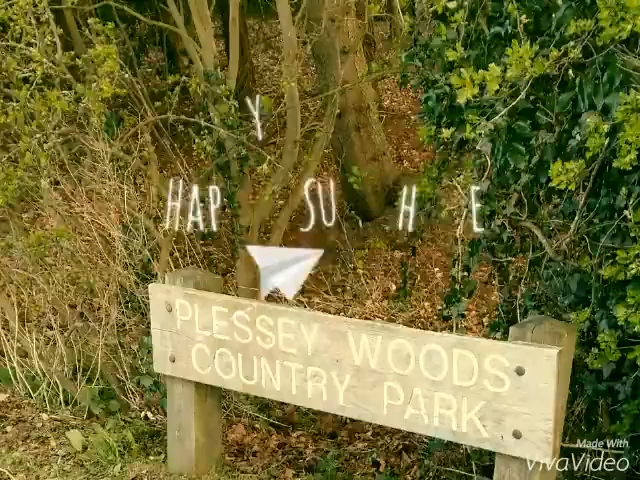 Y
HAP SU H E
PLESSEY WOODS
COUNTRY PARK
Made With
VivaVideo